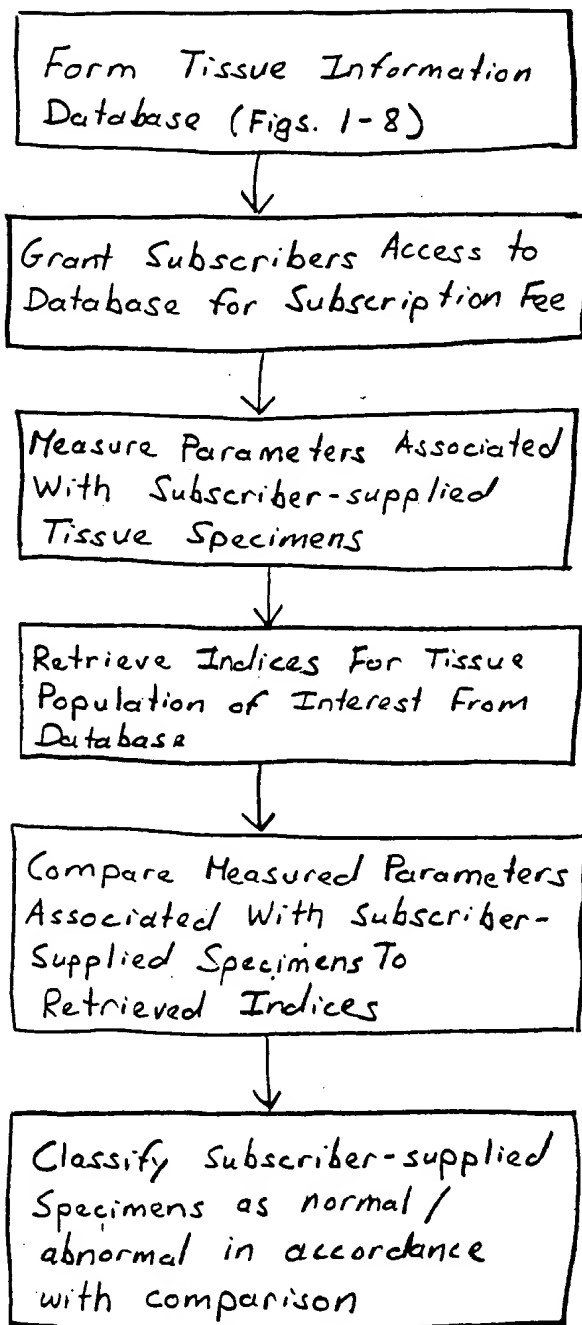 Form Tissue Information
Database (Figs. 1-8)
Grant Subscribers Access to
Database for Subscription Fee
Measure Parameters Associated
With Subscriber-supplied
Tissue Specimens
Retrieve Indices For Tissue
Population of Interest From
Database
Compare Measured Parameters
Associated With Subscriber-
Supplied Specimens To
Retrieved Indices
Classify Subscriber-supplied
Specimens as normal/
abnormal in accordance
with comparison